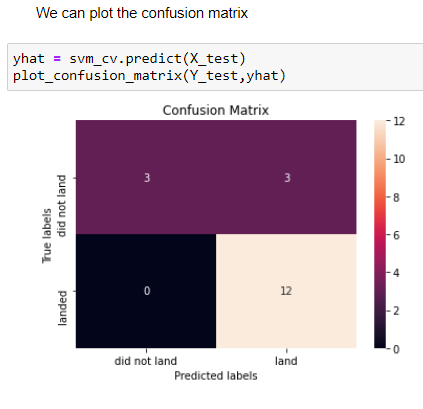 We can plot the confusion matrix
yhat = svm_cv.predict(X_test)
plot_confusion_matrix(Y_test,yhat)
Confusion Matrix
True labels
did not land
landed
3
3
0
12
12
10
8
6
4
2
0
did not land
land
Predicted labels